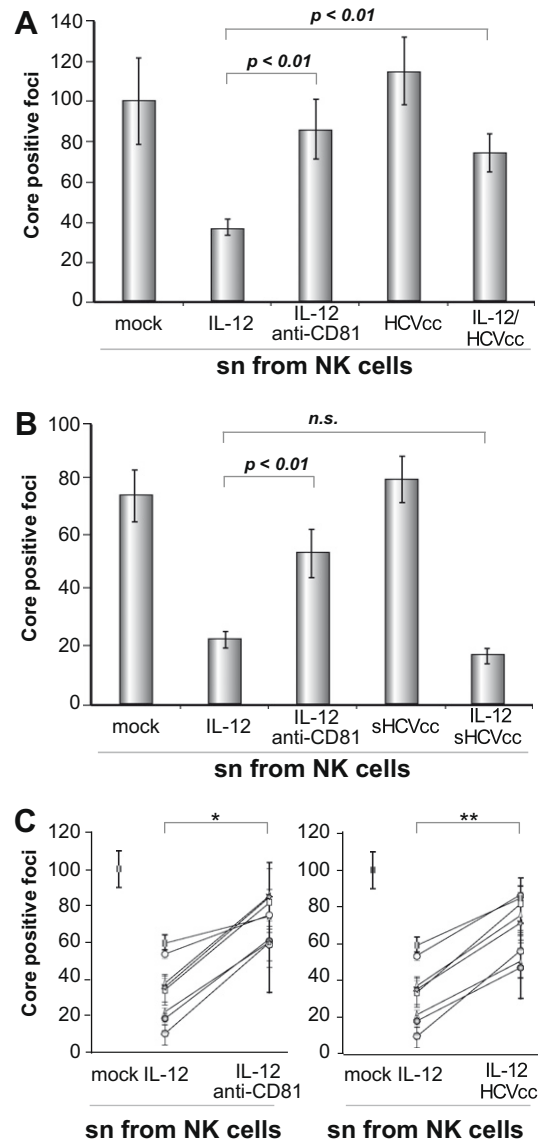 A
Core positive foci
140
120
100
80
60
40
20
0
p < 0.01
p < 0.01
mock
IL-12
IL-12
anti-CD81
HCVcc
IL-12/
HCVcc
sn from NK cells
B
Core positive foci
100
80
60
40
20
0
n.s.
p < 0.01
mock
IL-12
IL-12
anti-CD81
sHCVcc
IL-12
sHCVcc
sn from NK cells
C
Core positive foci
120
100
80
60
40
20
0
*
mock IL-12
IL-12
anti-CD81
sn from NK cells
120
100
80
60
40
20
0
**
mock IL-12
IL-12
HCVcc
sn from NK cells